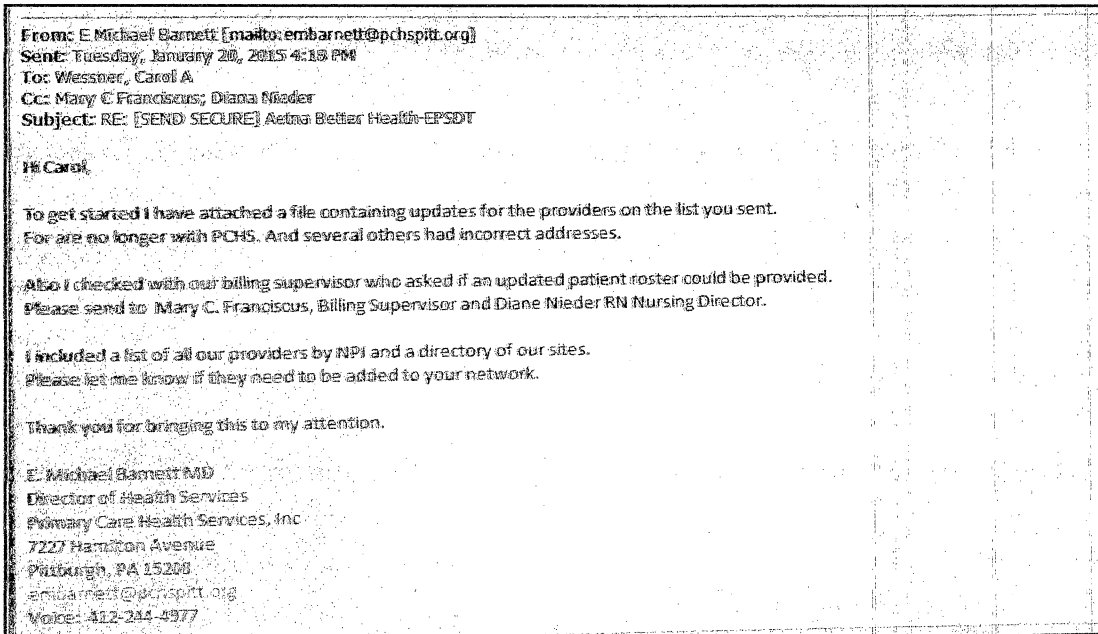 From: E Michael Barnett [mailto:embarnett@pchspitt.org]
Sent: Tuesday, January 20, 2015 4:18 PM
To: Wessner, Carol A
Cc: Mary C Franciscus; Diana Nieder
Subject: RE: [SEND SECURE] Aetna Better Health-EPSDT
Hi Carol,
To get started I have attached a file containing updates for the providers on the list you sent.
For are no longer with PCHS. And several others had incorrect addresses.
Also I checked with our billing supervisor who asked if an updated patient roster could be provided.
Please send to Mary C. Franciscus, Billing Supervisor and Diane Nieder RN Nursing Director.
I included a list of all our providers by NPI and a directory of our sites.
Please let me know if they need to be added to your network.
Thank you for bringing this to my attention.
E. Michael Barnett MD
Director of Health Services
Primary Care Health Services, Inc
7227 Hamilton Avenue
Pittsburgh, PA 15208
embarnett@pchspitt.org
Voice: 412-244-4977